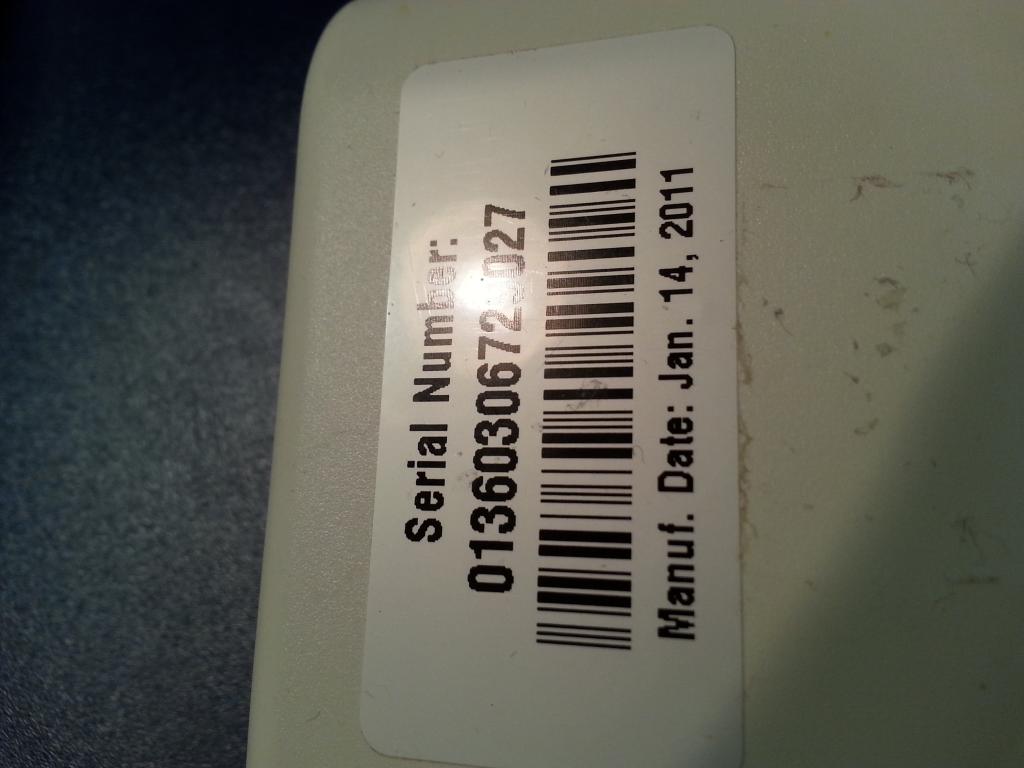 Serial Number:
Manuf. Date: Jan. 14, 2011